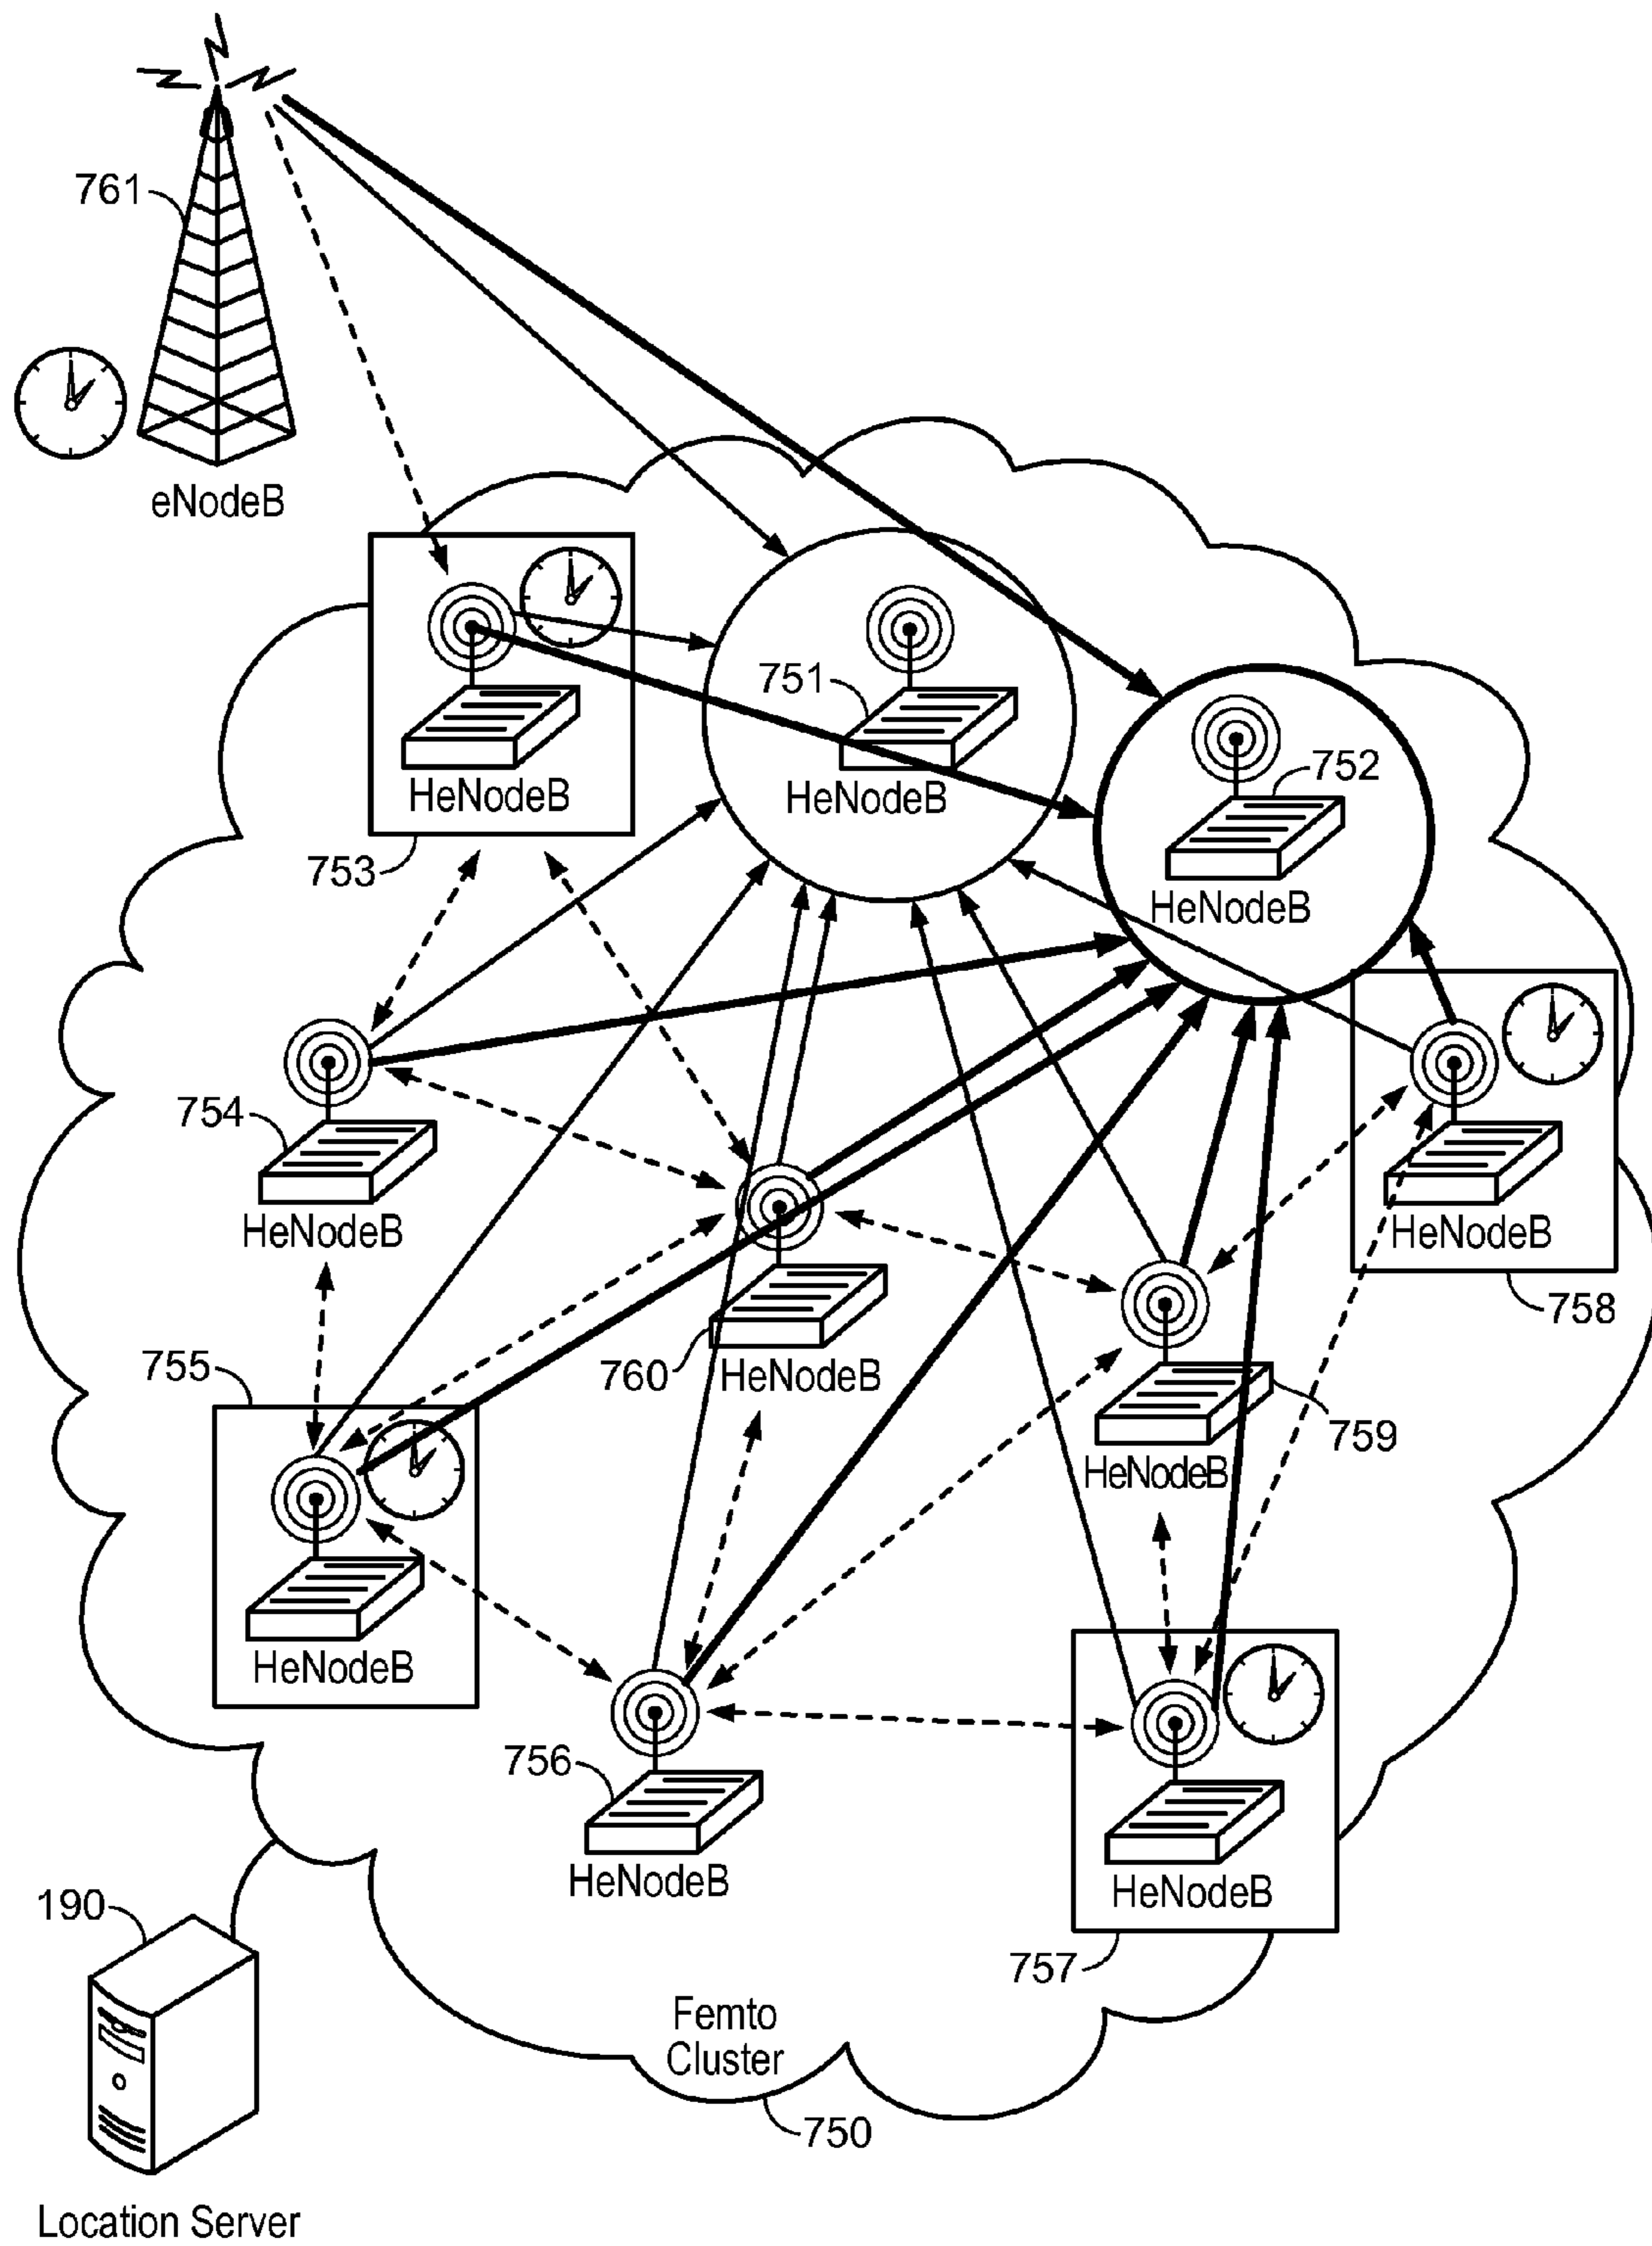 761
eNodeB
751
HeNodeB
753
HeNodeB
752
HeNodeB
754
HeNodeB
HeNodeB
758
755
760
HeNodeB
759
HeNodeB
HeNodeB
756
HeNodeB
HeNodeB
757
190
Femto
Cluster
750
Location Server